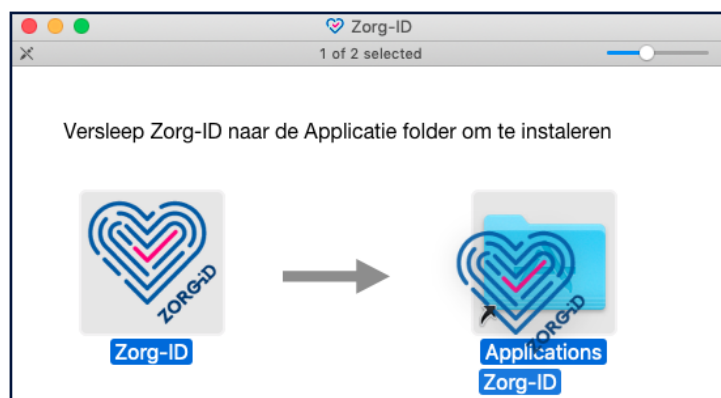 Zorg-ID
1 of 2 selected
Versleep Zorg-ID naar de Applicatie folder om te instaleren
ZORG-iD
ZORG-iD
Zorg-ID
Applications
Zorg-ID